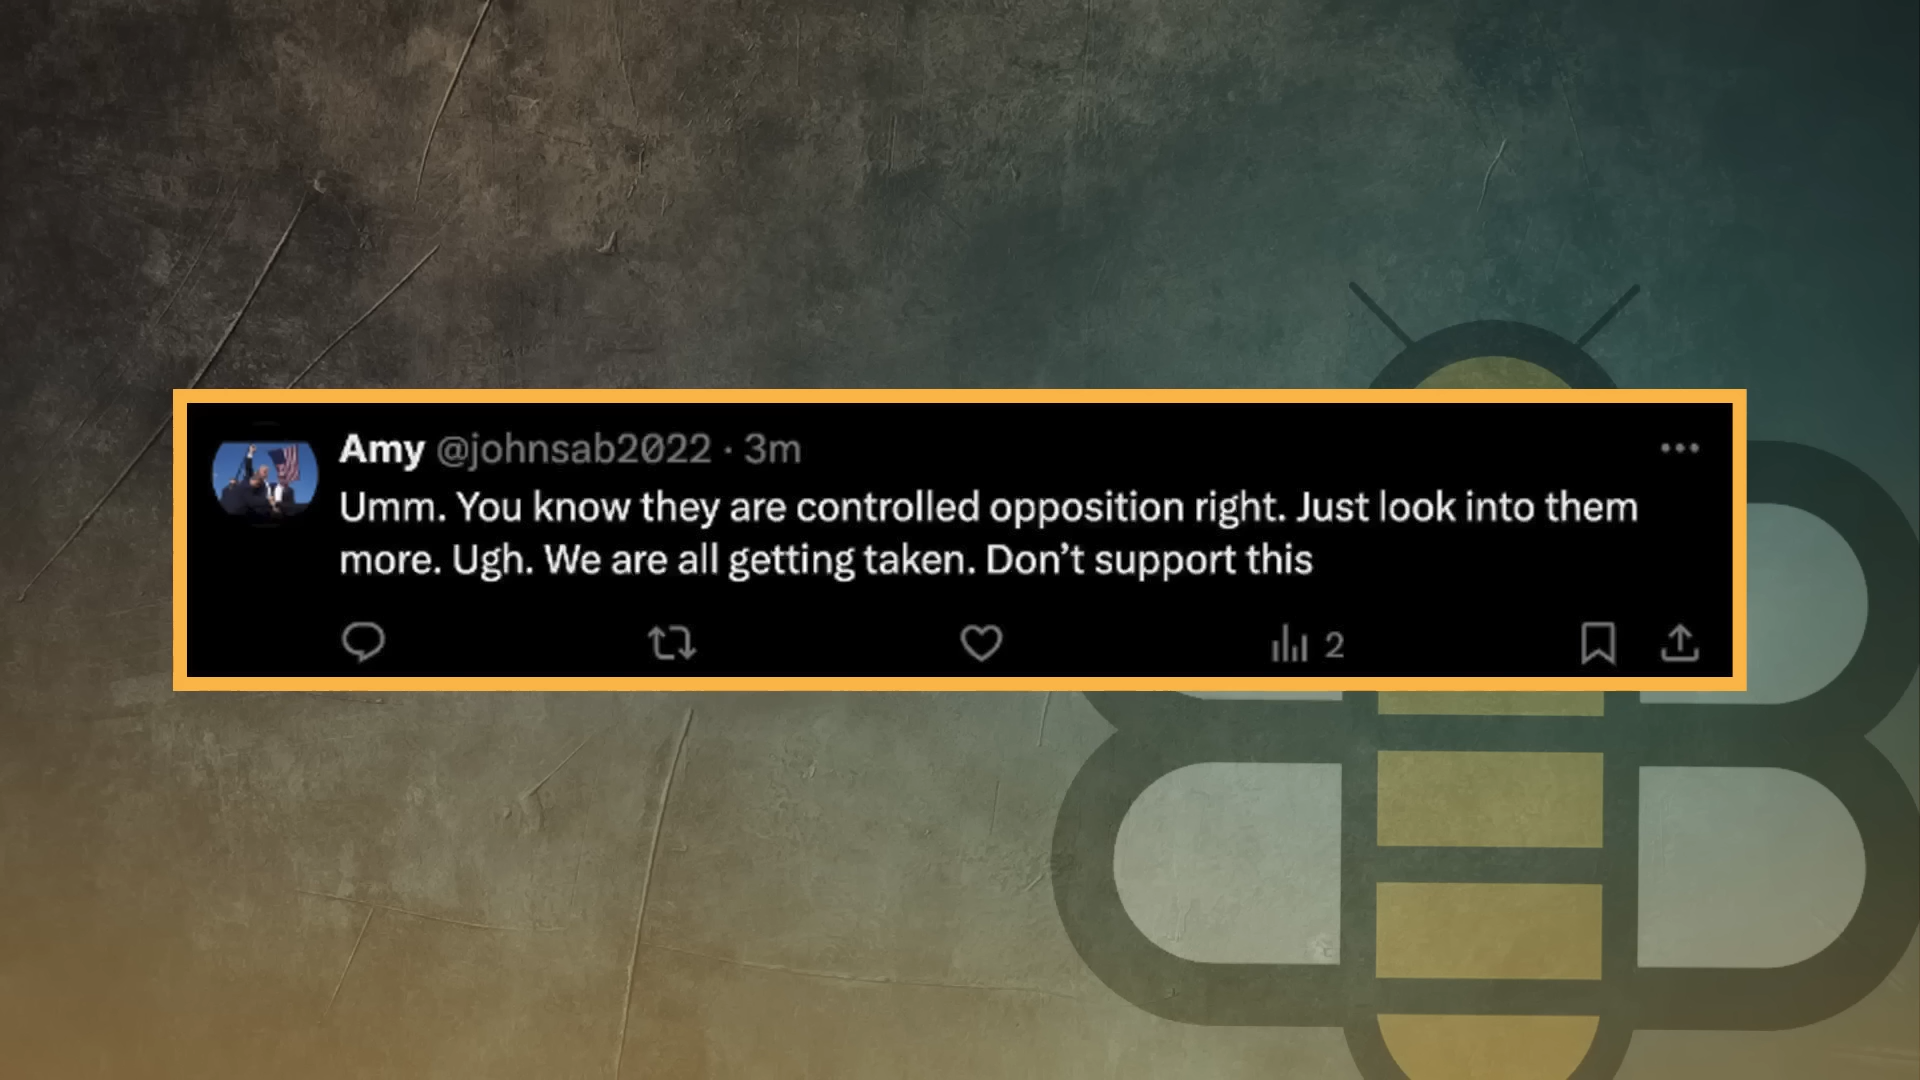 Amy @johnsab2022 · 3m
Umm. You know they are controlled opposition right. Just look into them
more. Ugh. We are all getting taken. Don’t support this
2